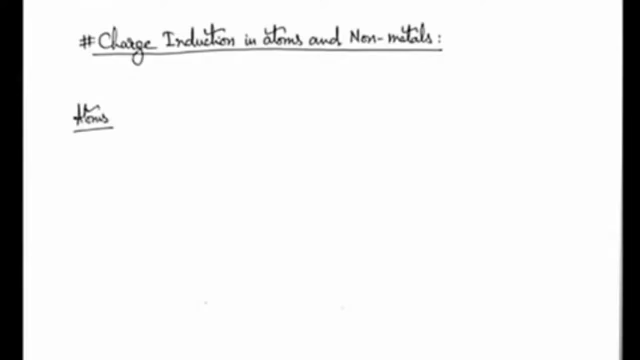 # Charge Induction in atoms and Non-metals :
Atoms